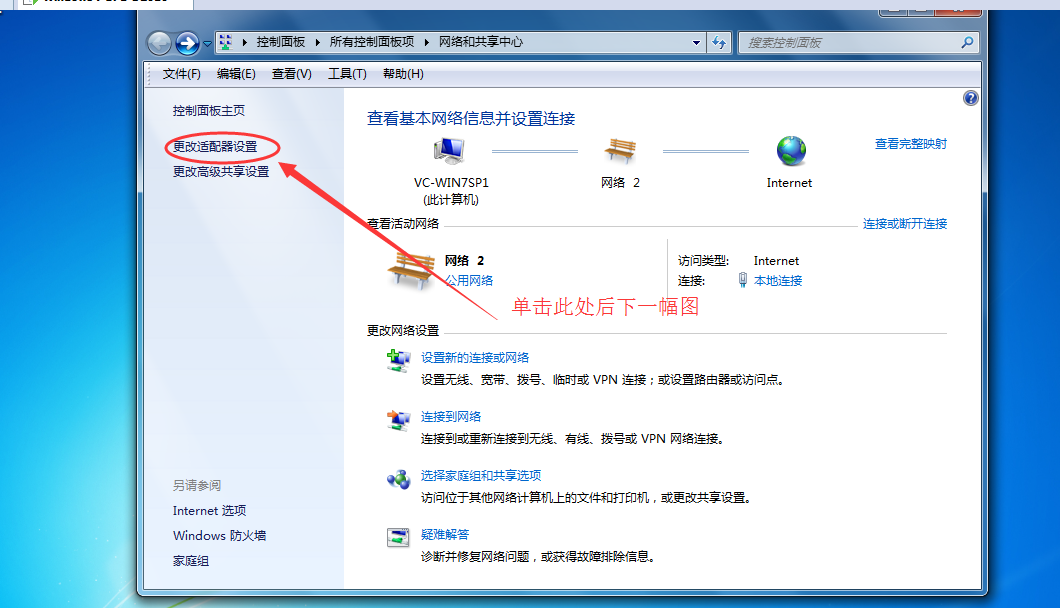 控制面板 ▸ 所有控制面板项 ▸ 网络和共享中心
搜索控制面板
文件(F) 编辑(E) 查看(V) 工具(T) 帮助(H)
控制面板主页
更改适配器设置
更改高级共享设置
查看基本网络信息并设置连接
查看完整映射
VC-WIN7SP1
(此计算机)
网络 2
Internet
查看活动网络
连接或断开连接
网络 2
公用网络
访问类型: Internet
连接: 本地连接
单击此处后下一幅图
更改网络设置
设置新的连接或网络
设置无线、宽带、拨号、临时或 VPN 连接；或设置路由器或访问点。
连接到网络
连接到或重新连接到无线、有线、拨号或 VPN 网络连接。
选择家庭组和共享选项
访问位于其他网络计算机上的文件和打印机，或更改共享设置。
疑难解答
诊断并修复网络问题，或获得故障排除信息。
另请参阅
Internet 选项
Windows 防火墙
家庭组